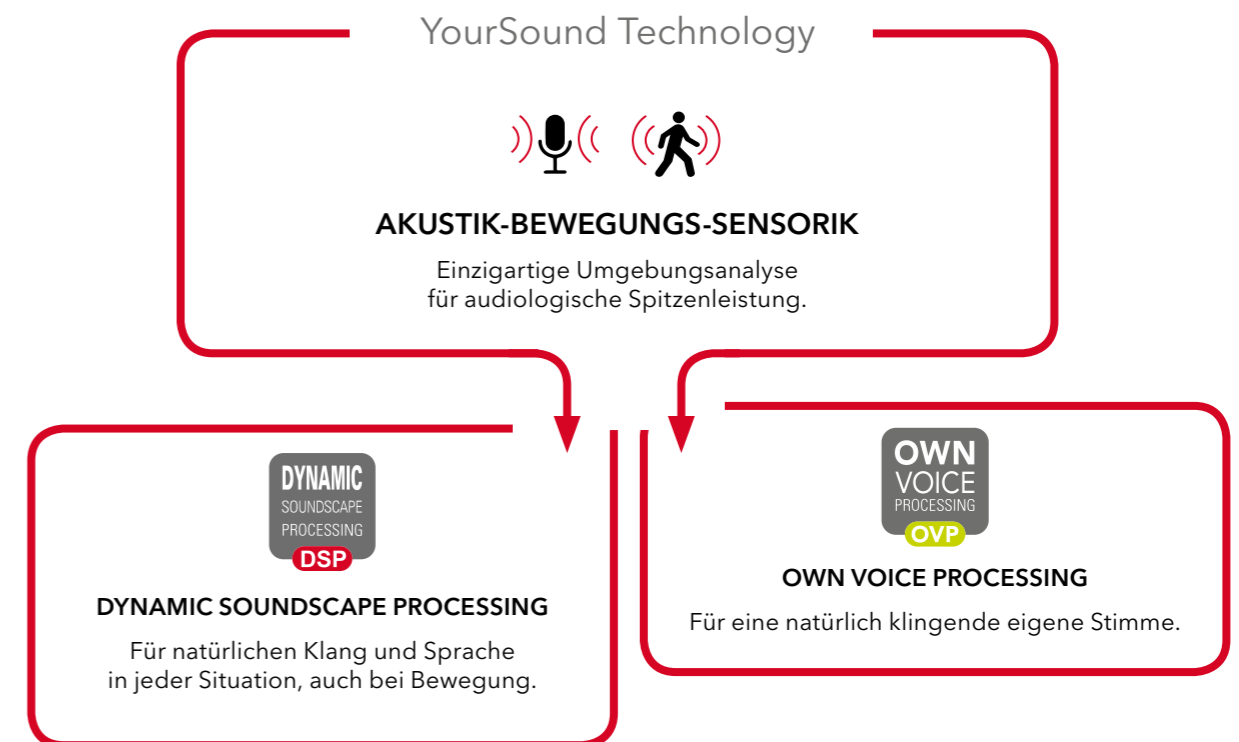 YourSound Technology
AKUSTIK-BEWEGUNGS-SENSORIK
Einzigartige Umgebungsanalyse
für audiologische Spitzenleistung.
DYNAMIC
SOUNDSCAPE
PROCESSING
DSP
DYNAMIC SOUNDSCAPE PROCESSING
Für natürlichen Klang und Sprache
in jeder Situation, auch bei Bewegung.
OWN
VOICE
PROCESSING
OVP
OWN VOICE PROCESSING
Für eine natürlich klingende eigene Stimme.